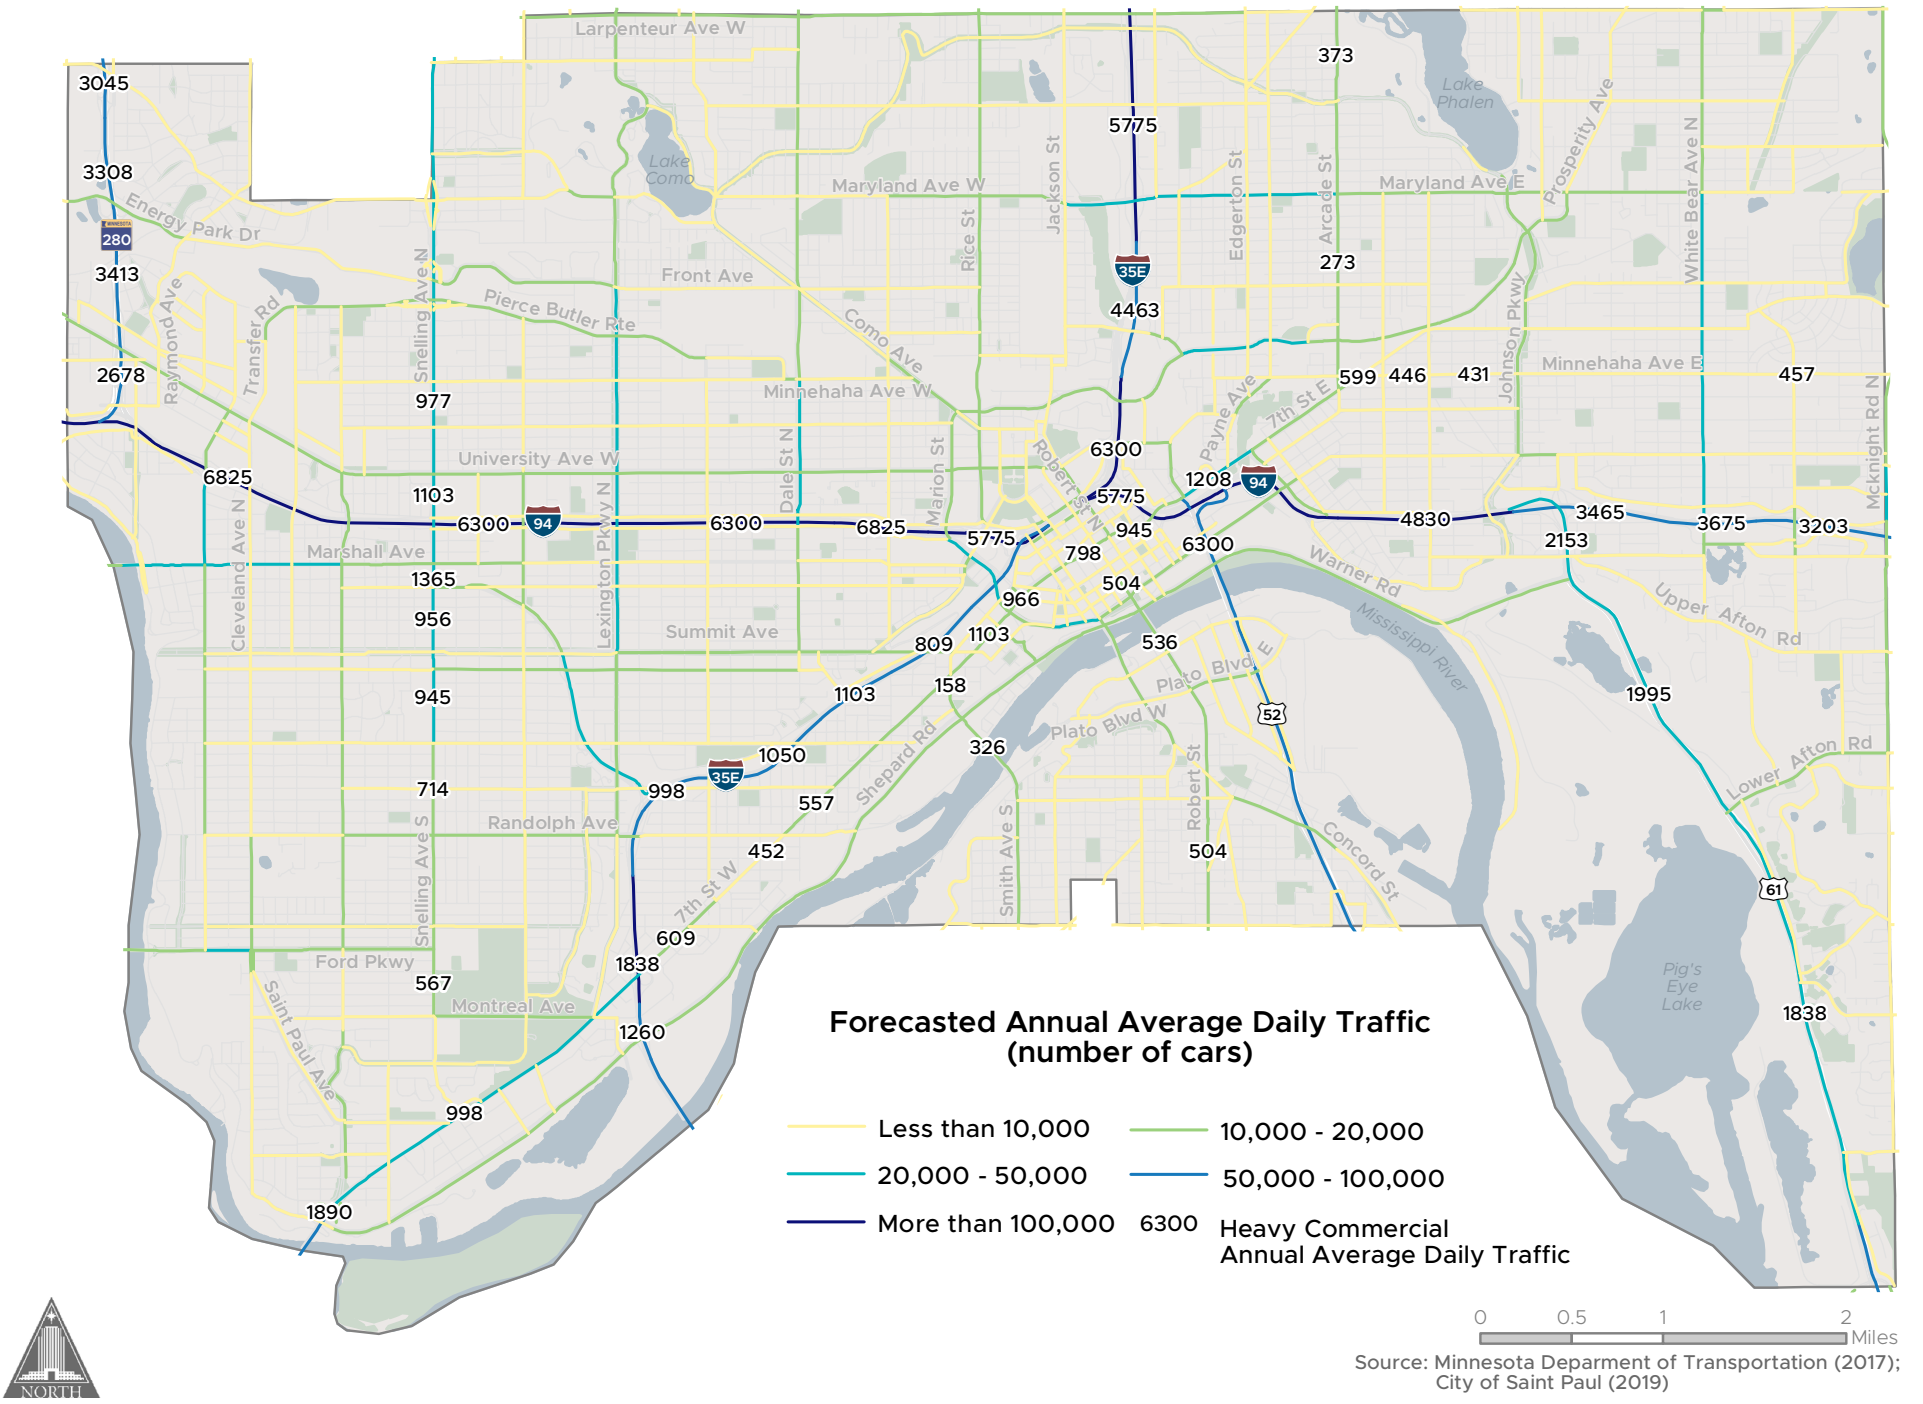 Larpenteur Ave W
373
3045
Lake
Phalen
5775
Prosperity Ave
White Bear Ave N
Jackson St
Edgerton St
Arcade St
3308
Lake
Como
Maryland Ave W
Maryland Ave E
Energy Park Dr
Rice St
MINNESOTA
280
3413
Front Ave
35E
273
Raymond Ave
Transfer Rd
Snelling Ave N
Pierce Butler Rte
Como Ave
4463
Johnson Pkwy
2678
Minnehaha Ave W
599
446
431
Minnehaha Ave E
457
977
Payne Ave
7th St E
Mcknight Rd N
Dale St N
Marion St
Robert St N
6300
University Ave W
6825
1103
Lexington Pkwy N
5775
1208
94
6300
94
6300
6825
5775
945
4830
3465
3675
3203
Cleveland Ave N
Marshall Ave
798
6300
2153
1365
504
Warner Rd
956
966
Upper Afton Rd
Summit Ave
809
1103
536
Mississippi River
Plato Blvd E
945
1103
158
1995
Plato Blvd W
52
326
Shepard Rd
1050
35E
714
998
557
Lower Afton Rd
Robert St
Smith Ave S
Randolph Ave
Snelling Ave S
452
504
Concord St
7th St W
61
609
Ford Pkwy
1838
567
Pig's
Eye
Lake
Montreal Ave
Saint Paul Ave
1260
1838
998
1890
Forecasted Annual Average Daily Traffic
(number of cars)
Less than 10,000
10,000 - 20,000
20,000 - 50,000
50,000 - 100,000
More than 100,000
6300
Heavy Commercial
Annual Average Daily Traffic
0
0.5
1
2
Miles
Source: Minnesota Deparment of Transportation (2017);
City of Saint Paul (2019)
NORTH